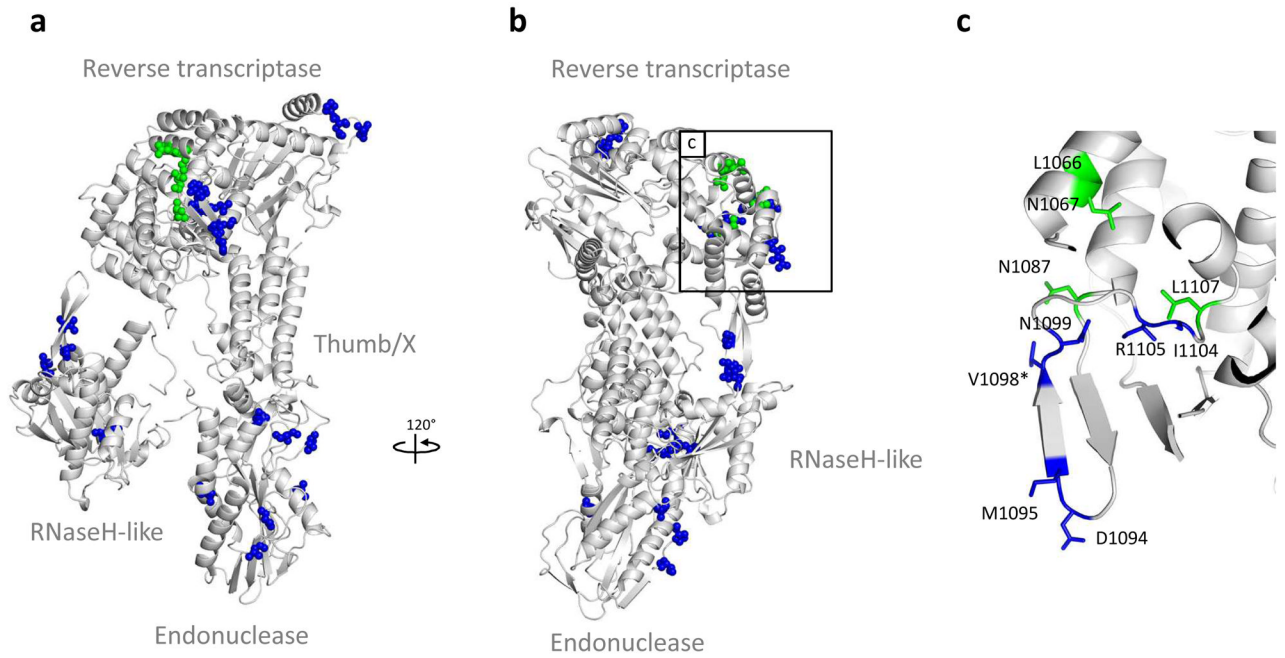 a
Reverse transcriptase
Thumb/X
RNaseH-like
Endonuclease
120°
b
Reverse transcriptase
c
RNaseH-like
Endonuclease
c
L1066
N1067
N1087
L1107
N1099
R1105
I1104
V1098*
M1095
D1094